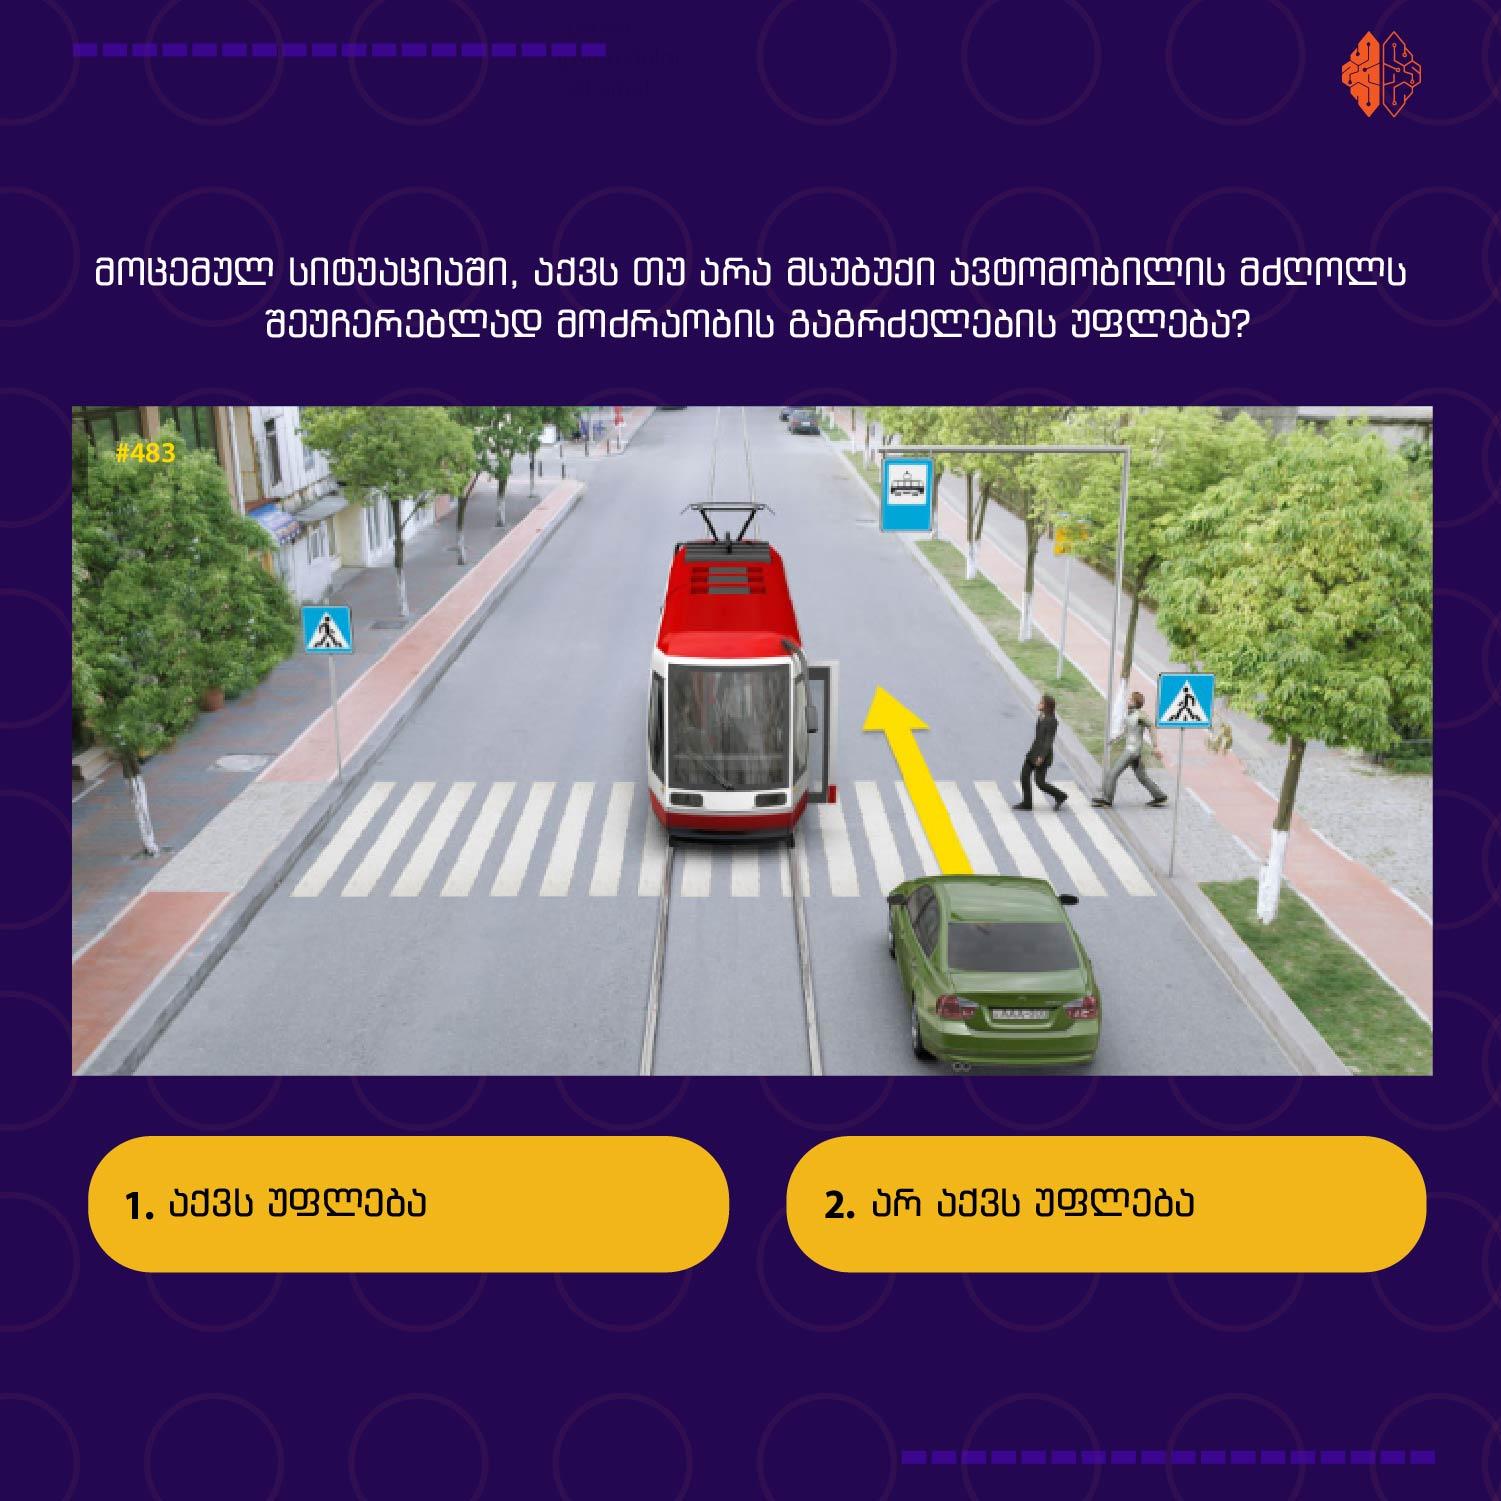 მოცემულ სიტუაციაში, აქვს თუ არა მსუბუქი ავტომობილის მძღოლს
შეუჩერებლად მოძრაობის გაგრძელების უფლება?
#483
1. აქვს უფლება
2. არ აქვს უფლება